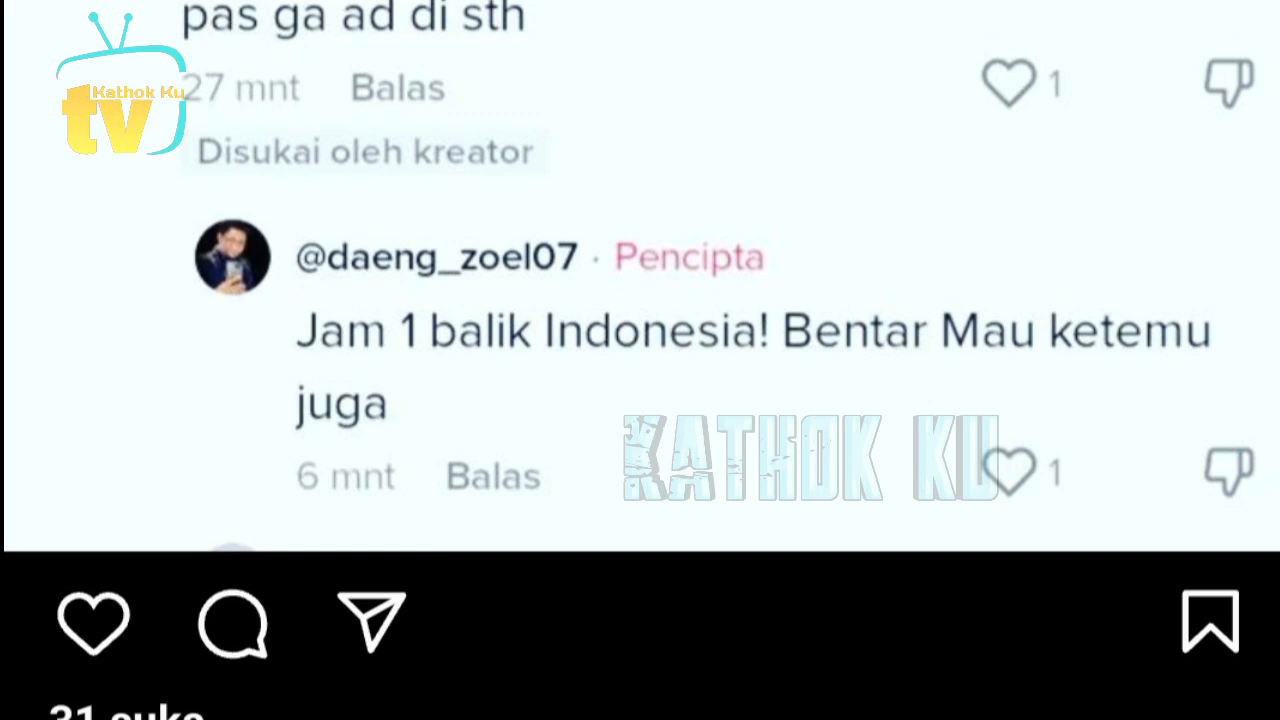 pas ga ad di sth
Kathok Ku
tv
27 mnt Balas
1
Disukai oleh kreator
@daeng_zoel07 · Pencipta
Jam 1 balik Indonesia! Bentar Mau ketemu
juga
KATHOK KU
6 mnt Balas
1
31 suka